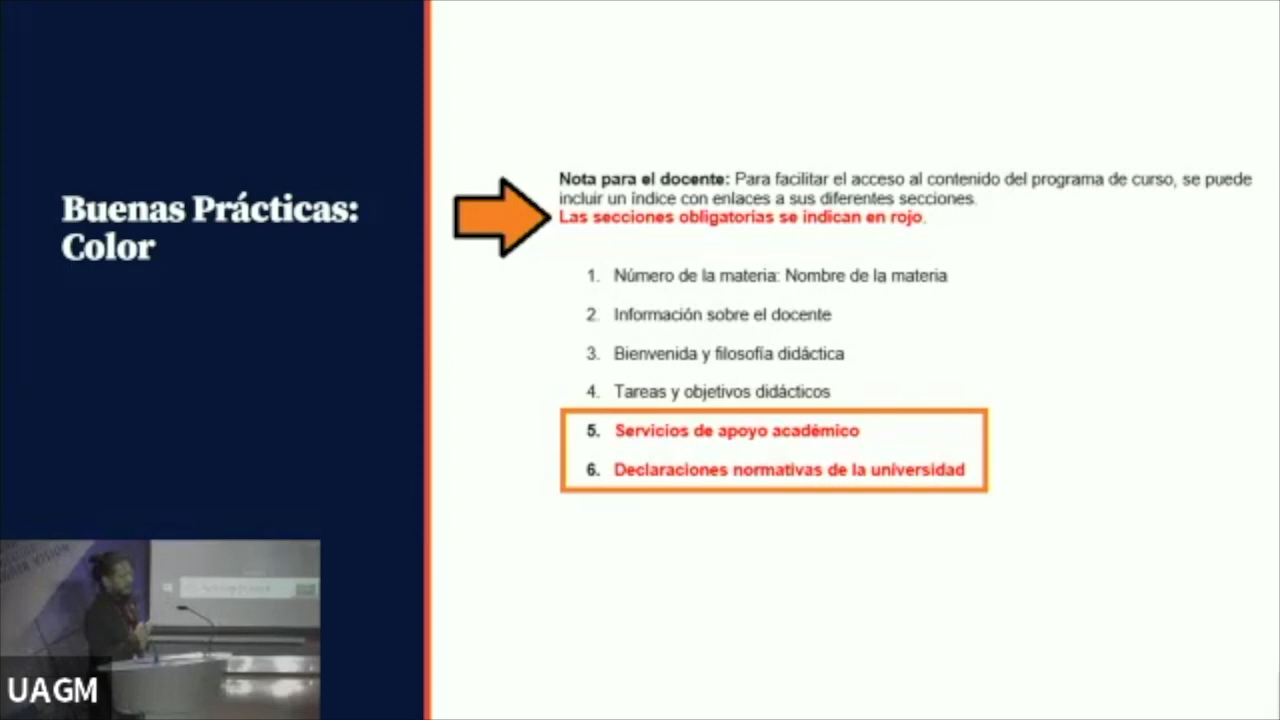 Buenas Prácticas:
Color
Nota para el docente: Para facilitar el acceso al contenido del programa de curso, se puede
incluir un índice con enlaces a sus diferentes secciones.
Las secciones obligatorias se indican en rojo.
1. Número de la materia: Nombre de la materia
2. Información sobre el docente
3. Bienvenida y filosofía didáctica
4. Tareas y objetivos didácticos
5. Servicios de apoyo académico
6. Declaraciones normativas de la universidad
UAGM